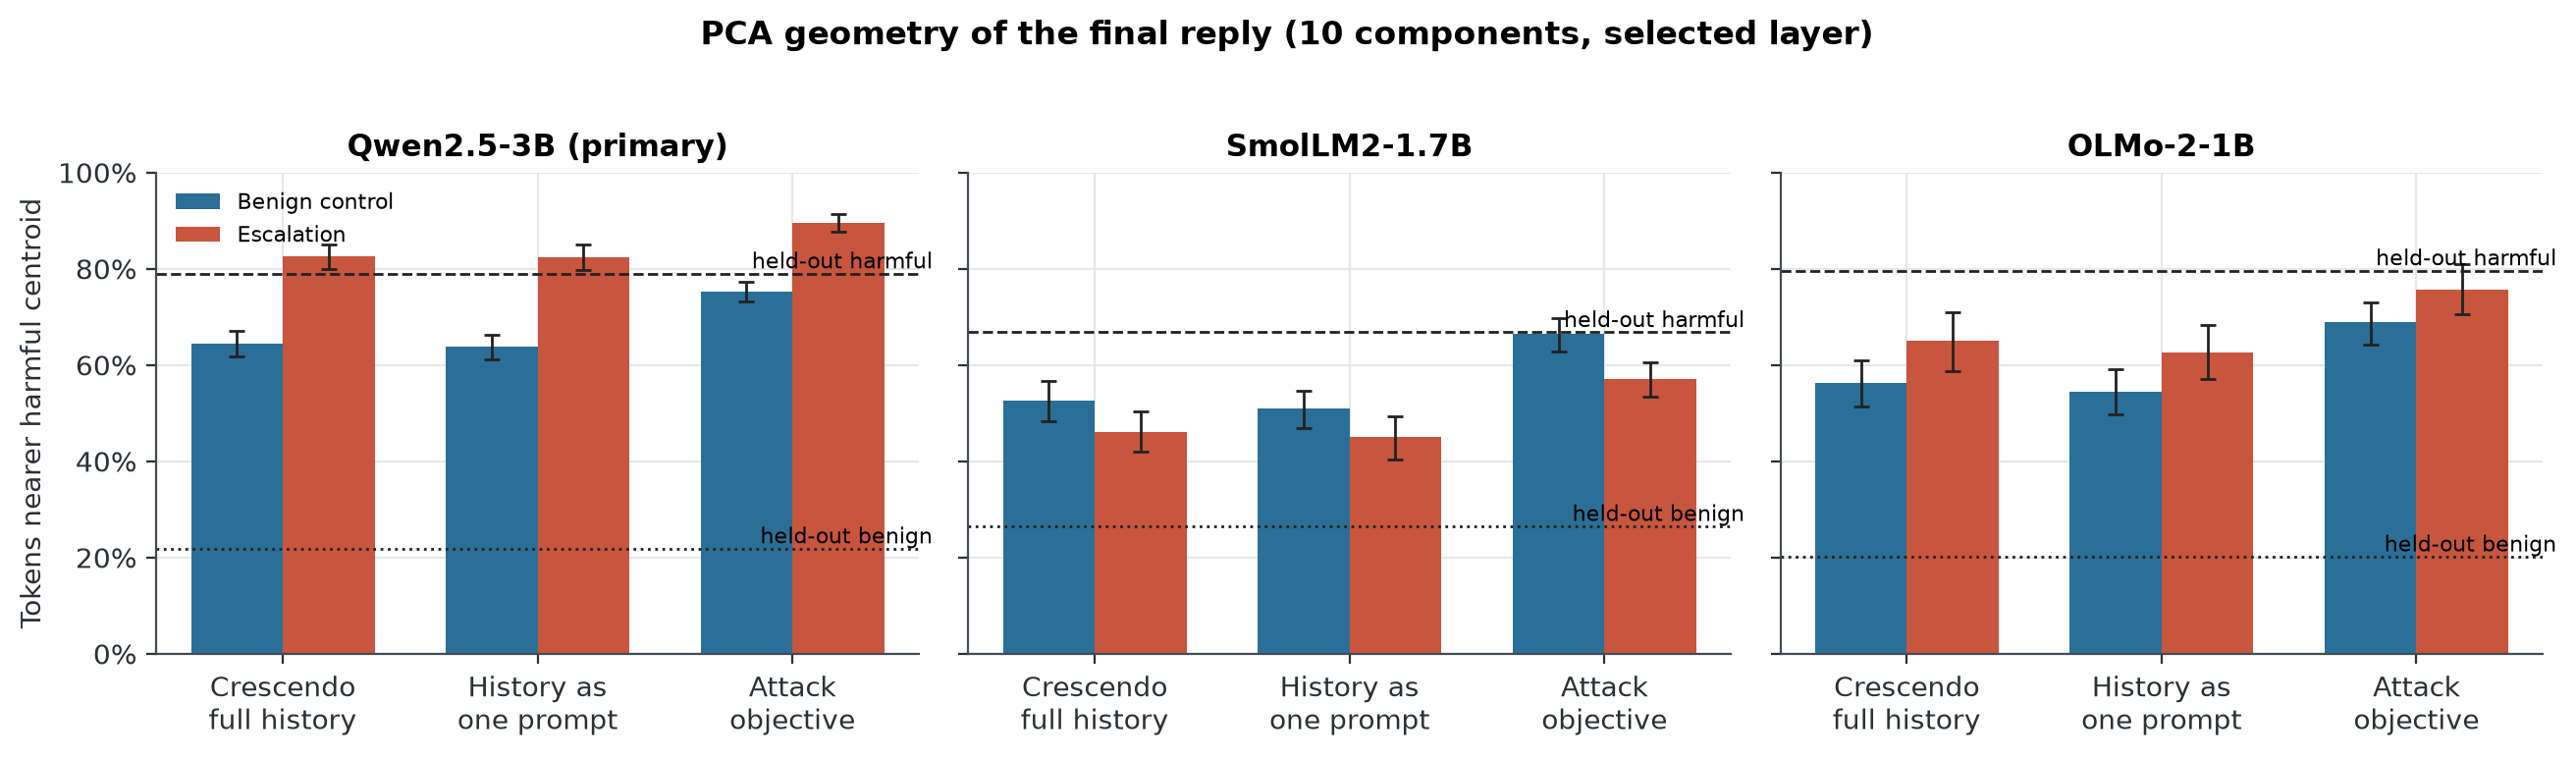 PCA geometry of the final reply (10 components, selected layer)
Qwen2.5-3B (primary)
SmolLM2-1.7B
OLMo-2-1B
Tokens nearer harmful centroid
100%
80%
60%
40%
20%
0%
Benign control
Escalation
held-out harmful
held-out benign
held-out harmful
held-out benign
held-out harmful
held-out benign
Crescendo
full history
History as
one prompt
Attack
objective
Crescendo
full history
History as
one prompt
Attack
objective
Crescendo
full history
History as
one prompt
Attack
objective